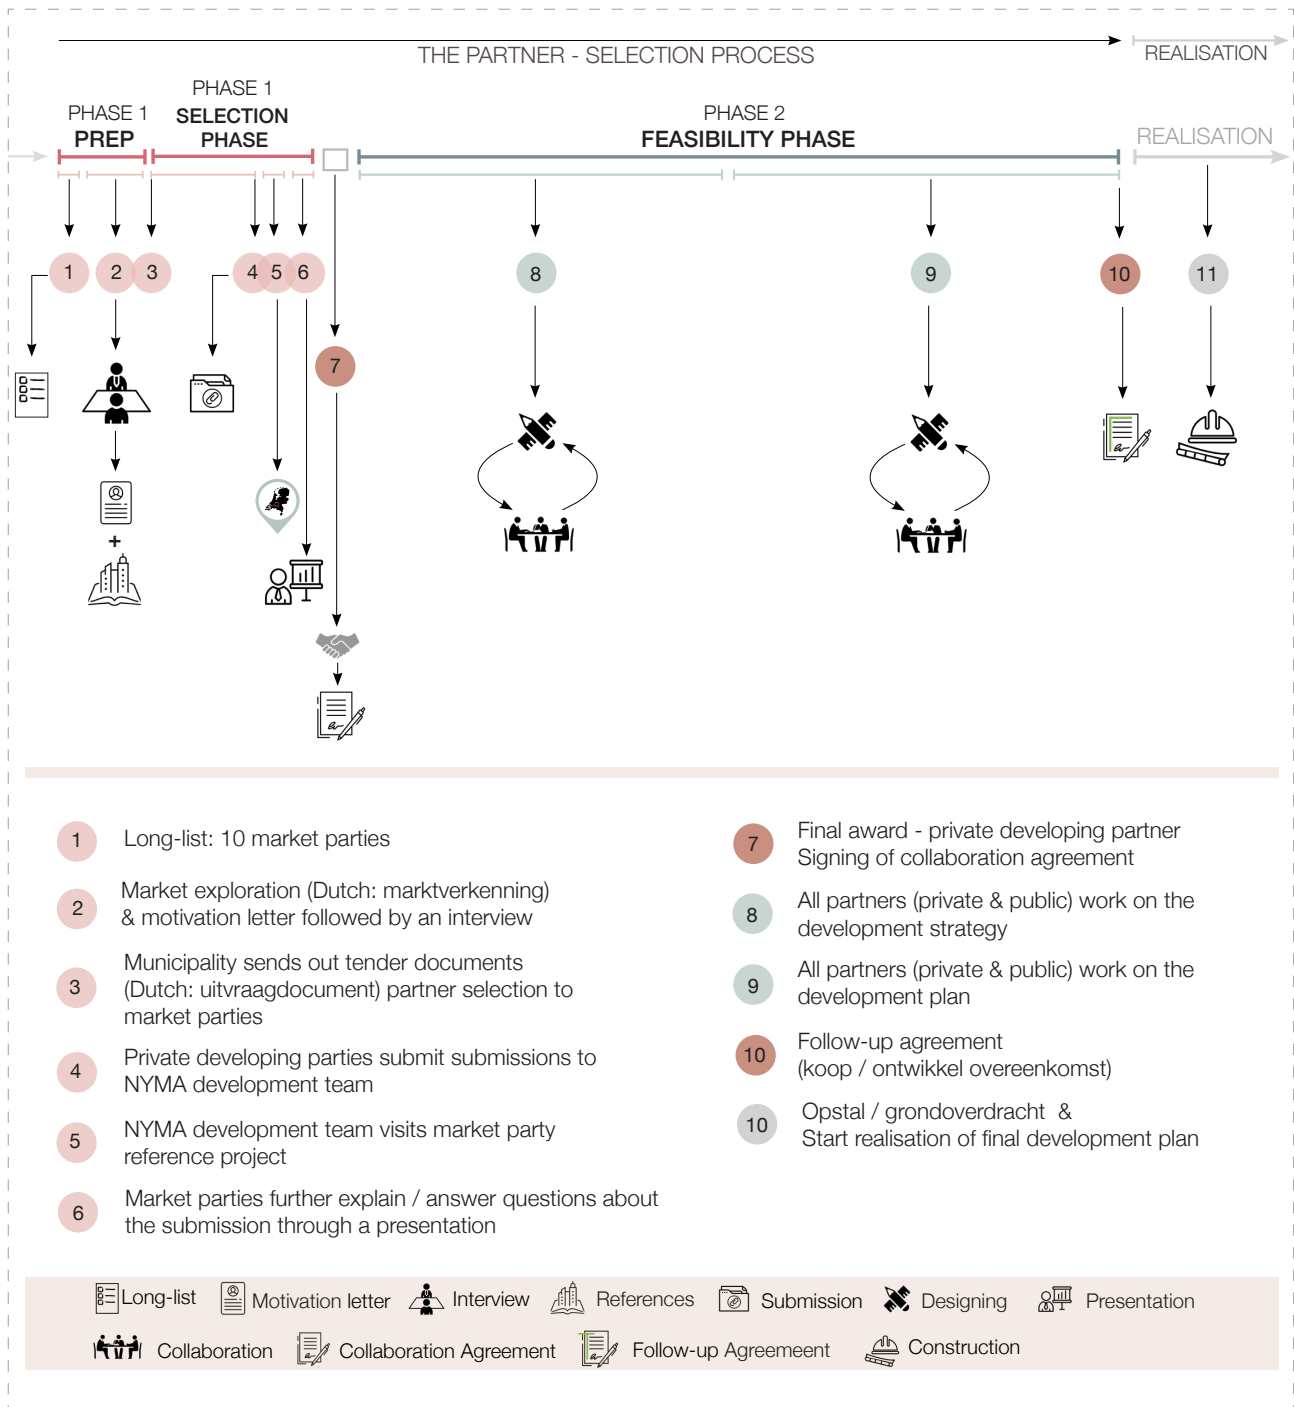 THE PARTNER - SELECTION PROCESS
REALISATION
PHASE 1
PREP
PHASE 1
SELECTION
PHASE
PHASE 2
FEASIBILITY PHASE
REALISATION
1
2
3
4
5
6
7
8
9
10
11
+
1
Long-list: 10 market parties
2
Market exploration (Dutch: marktverkenning)
& motivation letter followed by an interview
3
Municipality sends out tender documents
(Dutch: uitvraagdocument) partner selection to
market parties
4
Private developing parties submit submissions to
NYMA development team
5
NYMA development team visits market party
reference project
6
Market parties further explain / answer questions about
the submission through a presentation
7
Final award - private developing partner
Signing of collaboration agreement
8
All partners (private & public) work on the
development strategy
9
All partners (private & public) work on the
development plan
10
Follow-up agreement
(koop / ontwikkel overeenkomst)
10
Opstal / grondoverdracht &
Start realisation of final development plan
Long-list
Motivation letter
Interview
References
Submission
Designing
Presentation
Collaboration
Collaboration Agreement
Follow-up Agreemeent
Construction